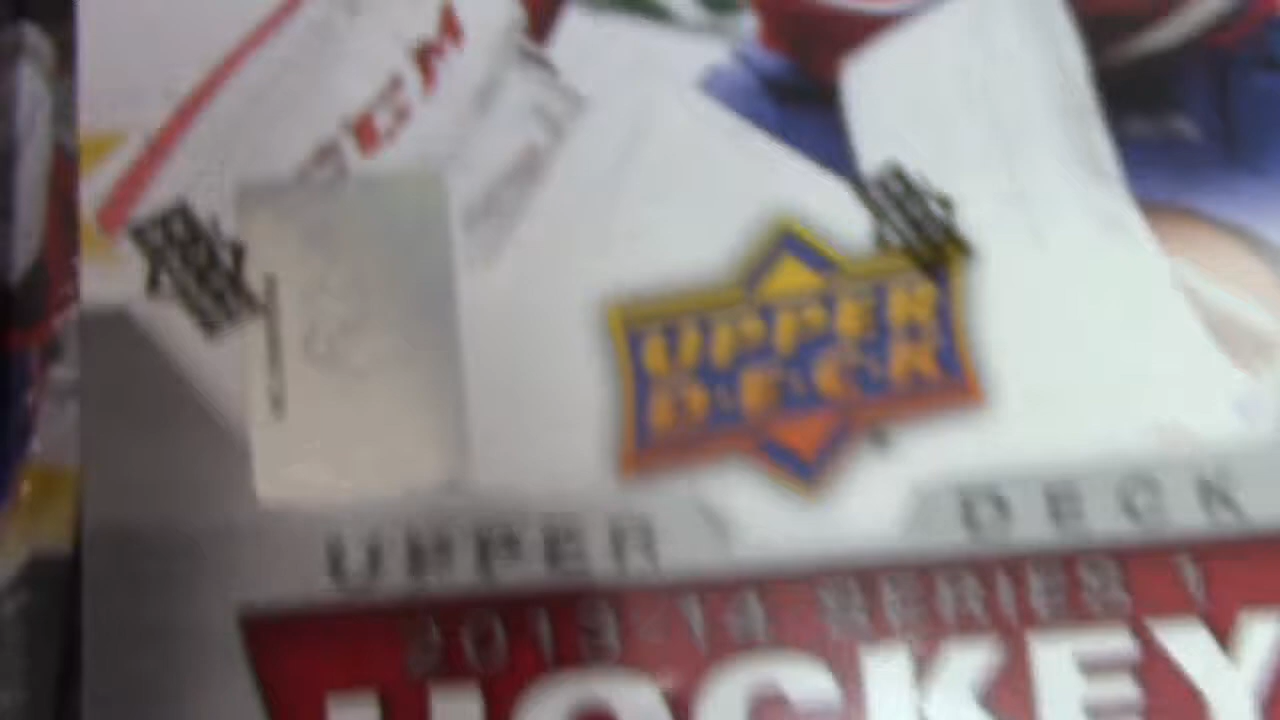 CCM
UPPER
DECK
UPPER DECK
2013-14 SERIES 1
HOCKEY